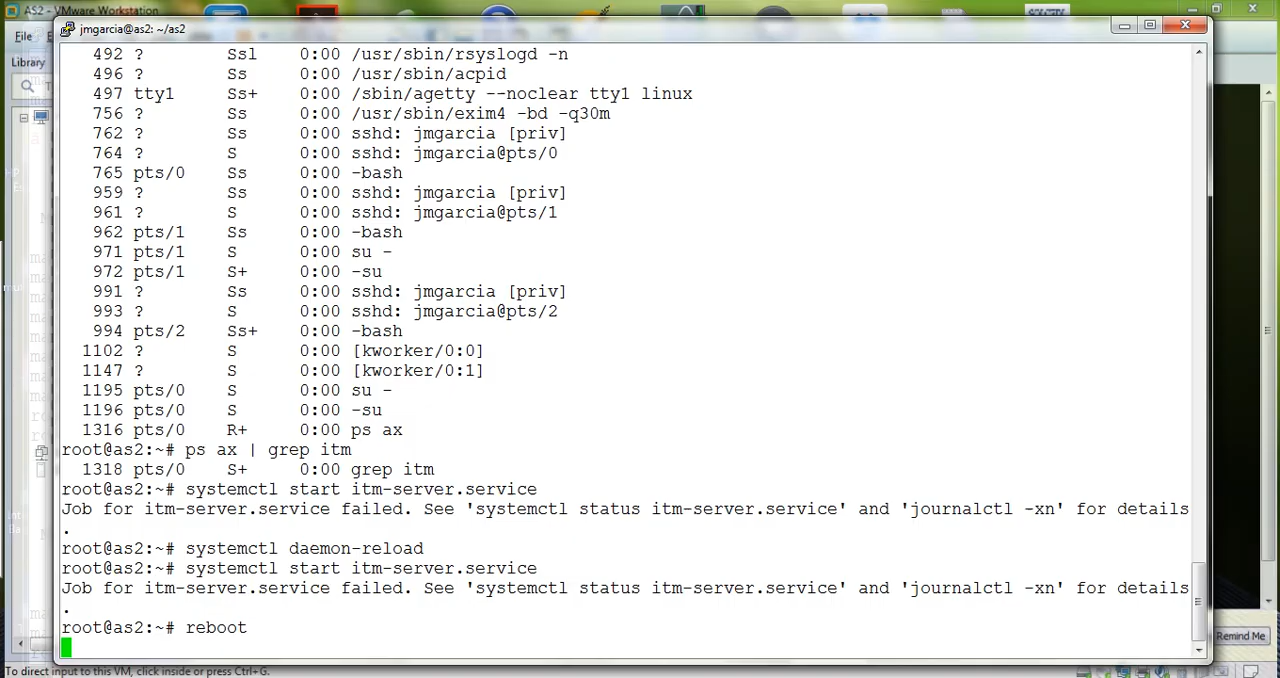 AS2 - VMware Workstation
jmgarcia@as2: ~/as2
File
Library
492 ?        Ssl    0:00 /usr/sbin/rsyslogd -n
496 ?        Ss     0:00 /usr/sbin/acpid
497 tty1     Ss+    0:00 /sbin/agetty --noclear tty1 linux
756 ?        Ss     0:00 /usr/sbin/exim4 -bd -q30m
762 ?        Ss     0:00 sshd: jmgarcia [priv]
764 ?        S      0:00 sshd: jmgarcia@pts/0
765 pts/0    Ss     0:00 -bash
959 ?        Ss     0:00 sshd: jmgarcia [priv]
961 ?        S      0:00 sshd: jmgarcia@pts/1
962 pts/1    Ss     0:00 -bash
971 pts/1    S      0:00 su -
972 pts/1    S+     0:00 -su
991 ?        Ss     0:00 sshd: jmgarcia [priv]
993 ?        S      0:00 sshd: jmgarcia@pts/2
994 pts/2    Ss+    0:00 -bash
1102 ?        S      0:00 [kworker/0:0]
1147 ?        S      0:00 [kworker/0:1]
1195 pts/0    S      0:00 su -
1196 pts/0    S      0:00 -su
1316 pts/0    R+     0:00 ps ax
root@as2:~# ps ax | grep itm
1318 pts/0    S+     0:00 grep itm
root@as2:~# systemctl start itm-server.service
Job for itm-server.service failed. See 'systemctl status itm-server.service' and 'journalctl -xn' for details
.
root@as2:~# systemctl daemon-reload
root@as2:~# systemctl start itm-server.service
Job for itm-server.service failed. See 'systemctl status itm-server.service' and 'journalctl -xn' for details
.
root@as2:~# reboot
Remind Me
To direct input to this VM, click inside or press Ctrl+G.